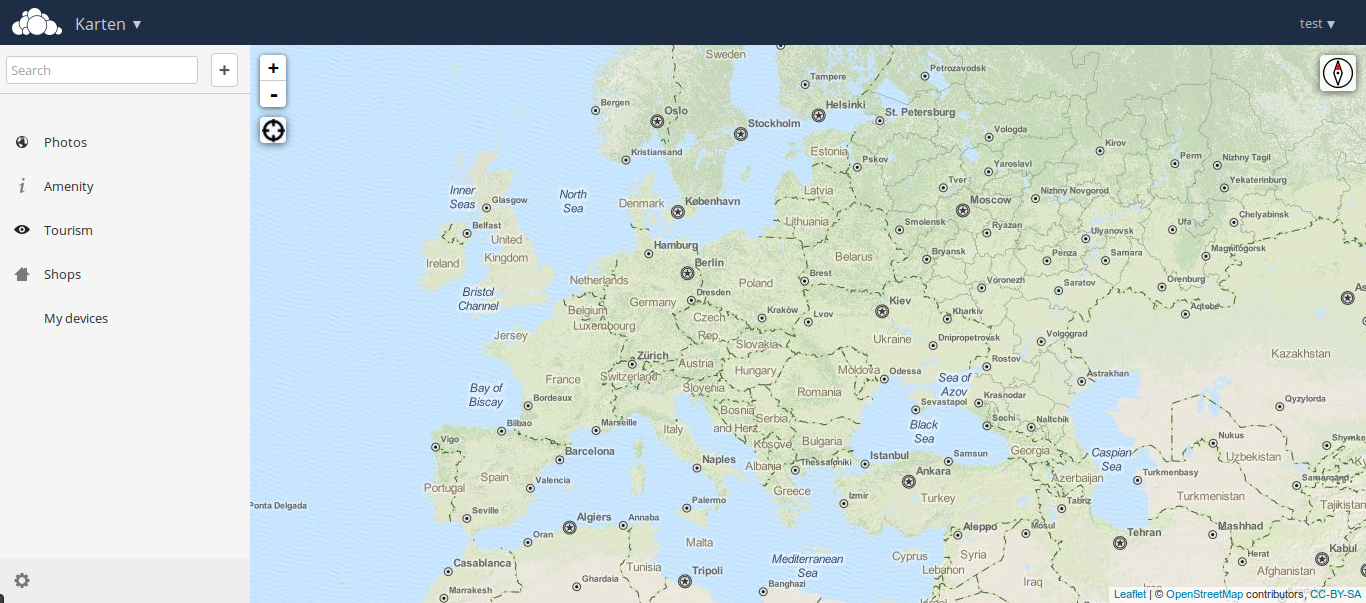 Karten ▼
test ▼
Search
+
Photos
Amenity
Tourism
Shops
My devices
+
-
Sweden
Petrozavodsk
Tampere
Bergen
Oslo
Helsinki
St. Petersburg
Stockholm
Vologda
Kirov
Estonia
Kristiansand
Pskov
Yaroslavl
Perm
Nizhny Tagil
Tver
Yekaterinburg
Inner
Seas
Glasgow
North
Sea
Denmark
København
Latvia
Moscow
Nizhny Novgorod
Lithuania
Smolensk
Ryazan
Ulyanovsk
Ufa
Chelyabinsk
Belfast
United
Kingdom
Hamburg
Ireland
Berlin
Belarus
Bryansk
Penza
Samara
Magnitogorsk
Netherlands
Brest
Poland
Voronezh
Saratov
Orenburg
Bristol
Channel
Dresden
Germany
Belgium
Luxembourg
Czech
Rep.
Kraków
Lvov
Kiev
Kharkiv
Aqtobe
As
Jersey
Slovakia
Ukraine
Dnipropetrovsk
Volgograd
Zürich
Austria
Hungary
Moldova
Odessa
Rostov
Kazakhstan
France
Switzerland
Slovenia
Romania
Sea of
Azov
Astrakhan
Bay of
Biscay
Bordeaux
Bosnia
and Herz.
Serbia
Sevastapol
Krasnodar
Qyzylorda
Bilbao
Marseille
Italy
Kosovo
Bulgaria
Black
Sea
Sochi
Naltchik
Vigo
Nukus
Shymke
Barcelona
Naples
Albania
Thessaloniki
Istanbul
Samsun
Georgia
Caspian
Sea
Uzbekistan
Spain
Valencia
Ankara
Azerbaijan
Turkmenbasy
Samarqand
Portugal
Greece
Izmir
Turkey
Tabriz
Turkmenistan
Tajikistan
Ponta Delgada
Seville
Palermo
Algiers
Annaba
Oran
Malta
Aleppo
Mosul
Tehran
Mashhad
Kabul
Casablanca
Tunisia
Mediterranean
Sea
Cyprus
Syria
Lebanon
Herat
Afghanistan
Ghardaia
Tripoli
Banghazi
Iraq
Iran
Marrakech
Leaflet | © OpenStreetMap contributors, CC-BY-SA